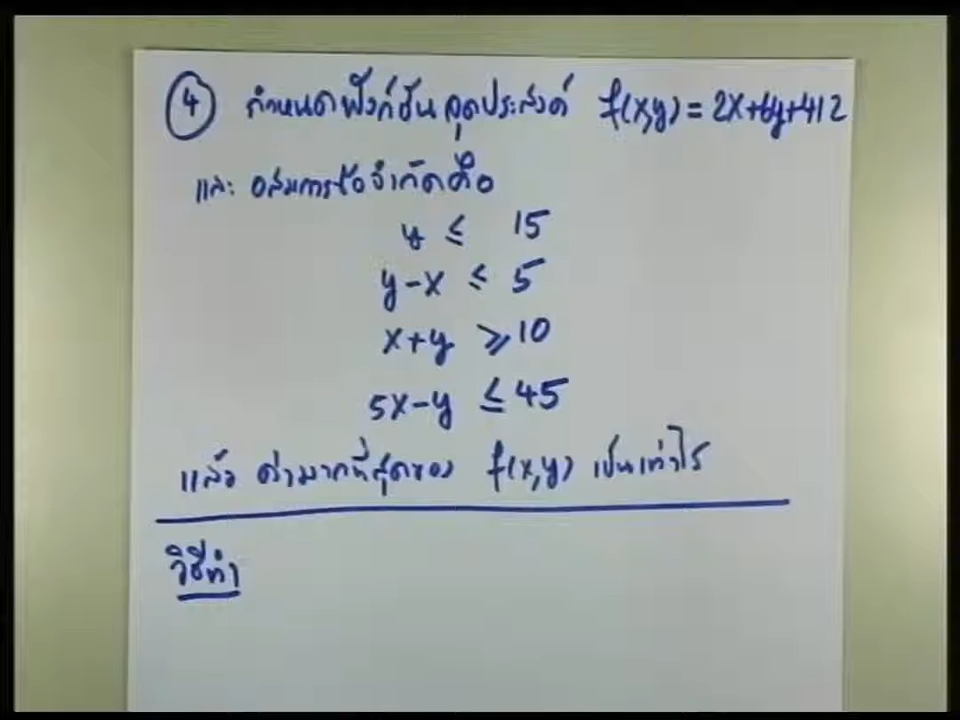 ④ กำหนดฟังก์ชันจุดประสงค์ f(x,y) = 2x+6y+412
และ อสมการข้อจำกัดคือ
y ≤ 15
y-x ≤ 5
x+y ≥ 10
5x-y ≤ 45
แล้ว ค่ามากที่สุดของ f(x,y) เป็นเท่าไร
วิธีทำ